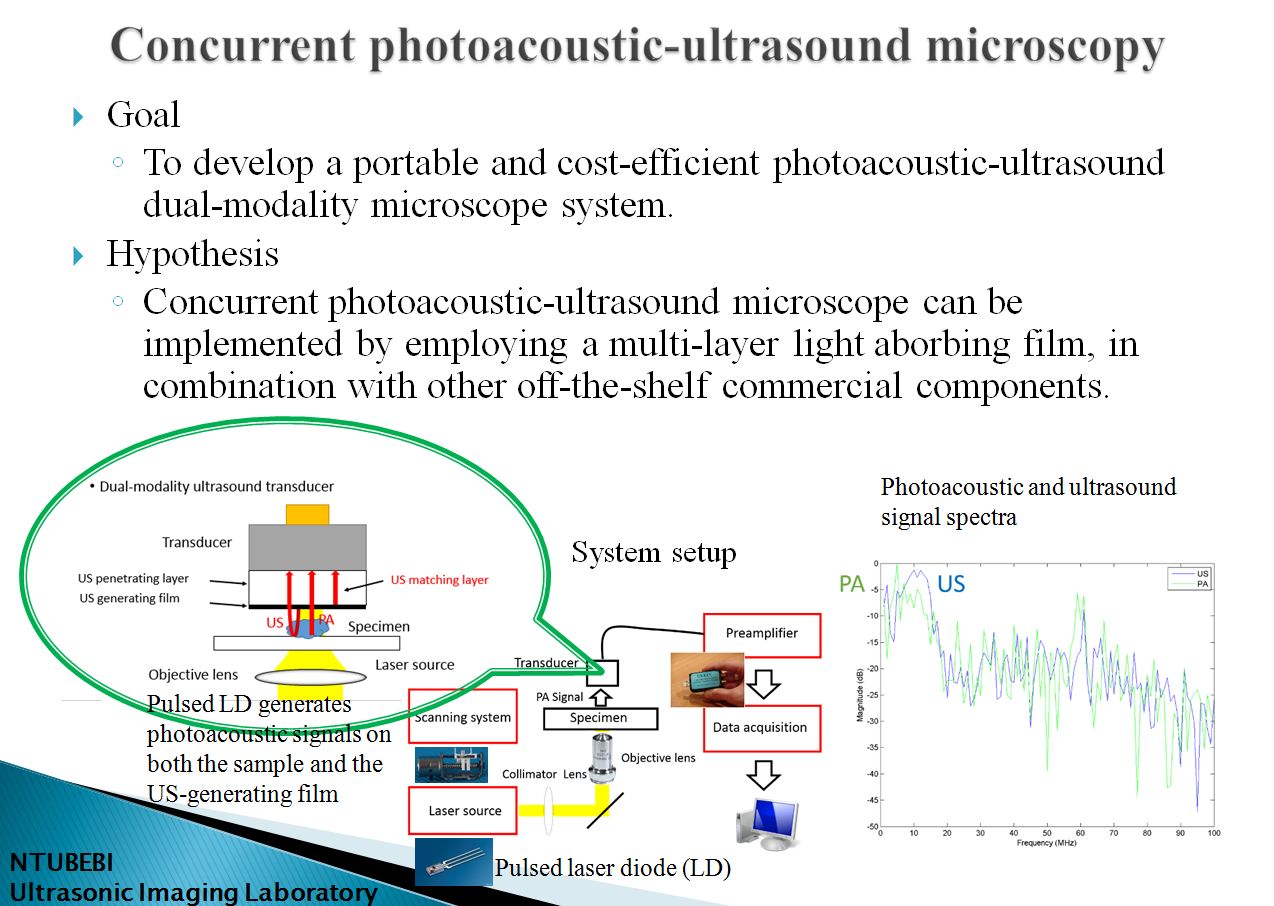 Concurrent photoacoustic-ultrasound microscopy
Goal
To develop a portable and cost-efficient photoacoustic-ultrasound
dual-modality microscope system.
Hypothesis
Concurrent photoacoustic-ultrasound microscope can be
implemented by employing a multi-layer light aborbing film, in
combination with other off-the-shelf commercial components.
• Dual-modality ultrasound transducer
Transducer
US penetrating layer
US matching layer
US generating film
US
PA
Specimen
Laser source
Objective lens
Pulsed LD generates
photoacoustic signals on
both the sample and the
US-generating film
System setup
Transducer
Preamplifier
PA Signal
Scanning system
Specimen
Data acquisition
Objective lens
Collimator Lens
Laser source
Pulsed laser diode (LD)
Photoacoustic and ultrasound
signal spectra
PA US
US
PA
0
-5
-10
-15
-20
-25
-30
-35
-40
-45
-50
Magnitude (dB)
0 10 20 30 40 50 60 70 80 90 100
Frequency (MHz)
NTUBEBI
Ultrasonic Imaging Laboratory